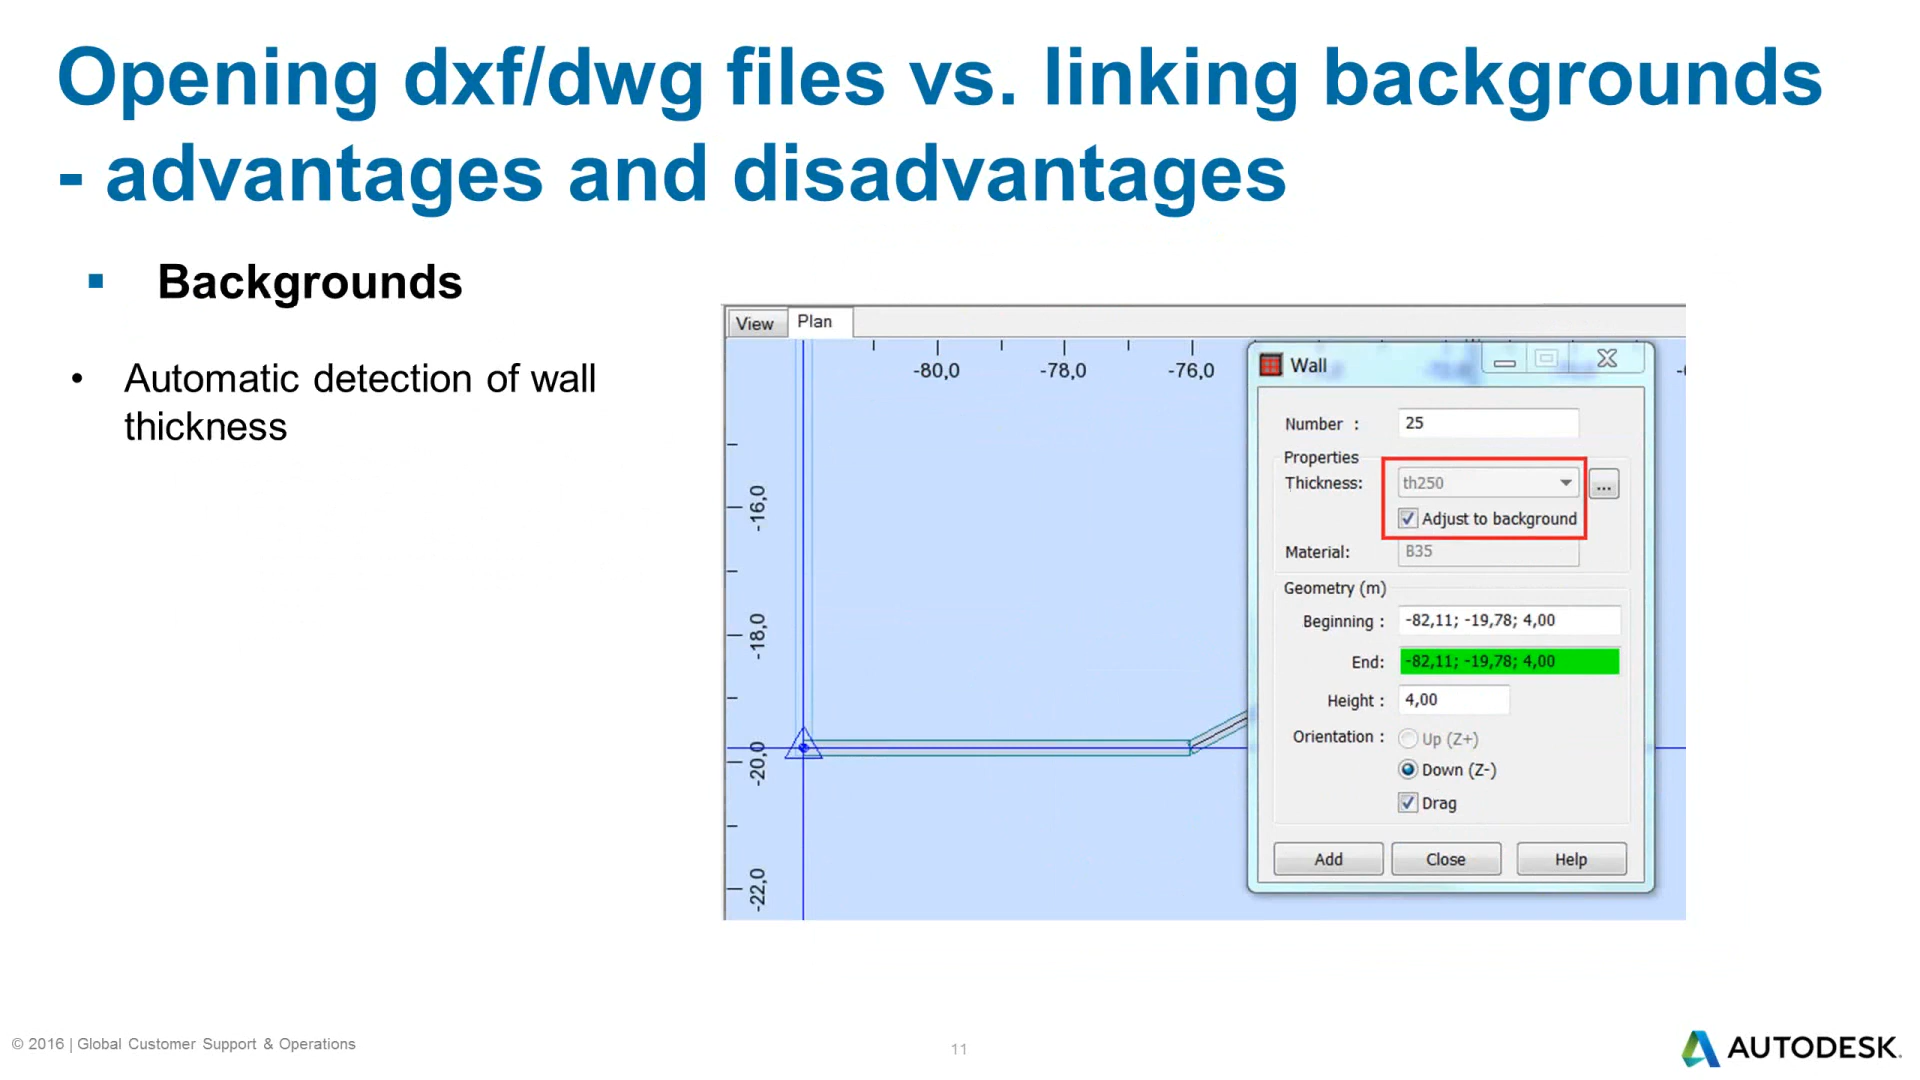 Opening dxf/dwg files vs. linking backgrounds
- advantages and disadvantages
▪ Backgrounds
• Automatic detection of wall
thickness
View Plan
-80,0 -78,0 -76,0
-16,0
-18,0
-20,0
-22,0
Wall
Number : 25
Properties
Thickness: th250 ...
Adjust to background
Material: B35
Geometry (m)
Beginning : -82,11; -19,78; 4,00
End: -82,11; -19,78; 4,00
Height : 4,00
Orientation : Up (Z+)
Down (Z-)
Drag
Add Close Help
© 2016 | Global Customer Support & Operations
11
AUTODESK.